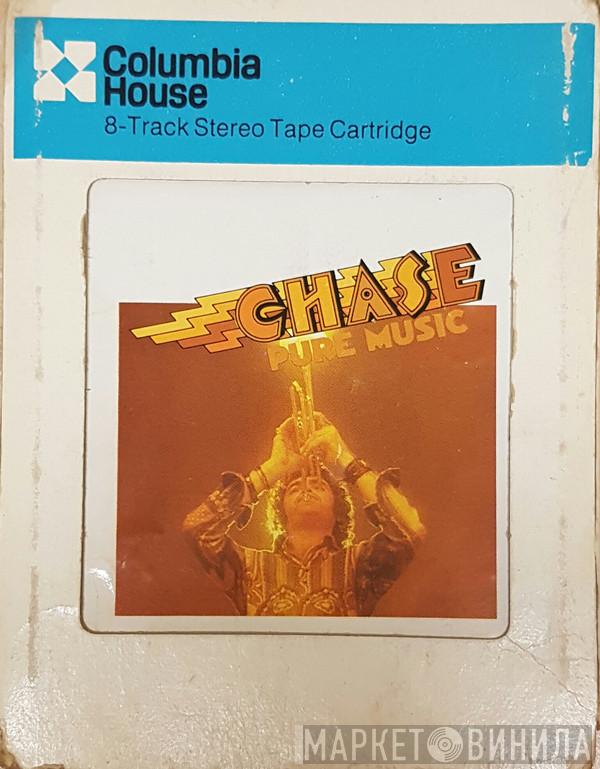 Columbia
House
8-Track Stereo Tape Cartridge
CHASE
PURE MUSIC
МАРКЕТ ВИНИЛА